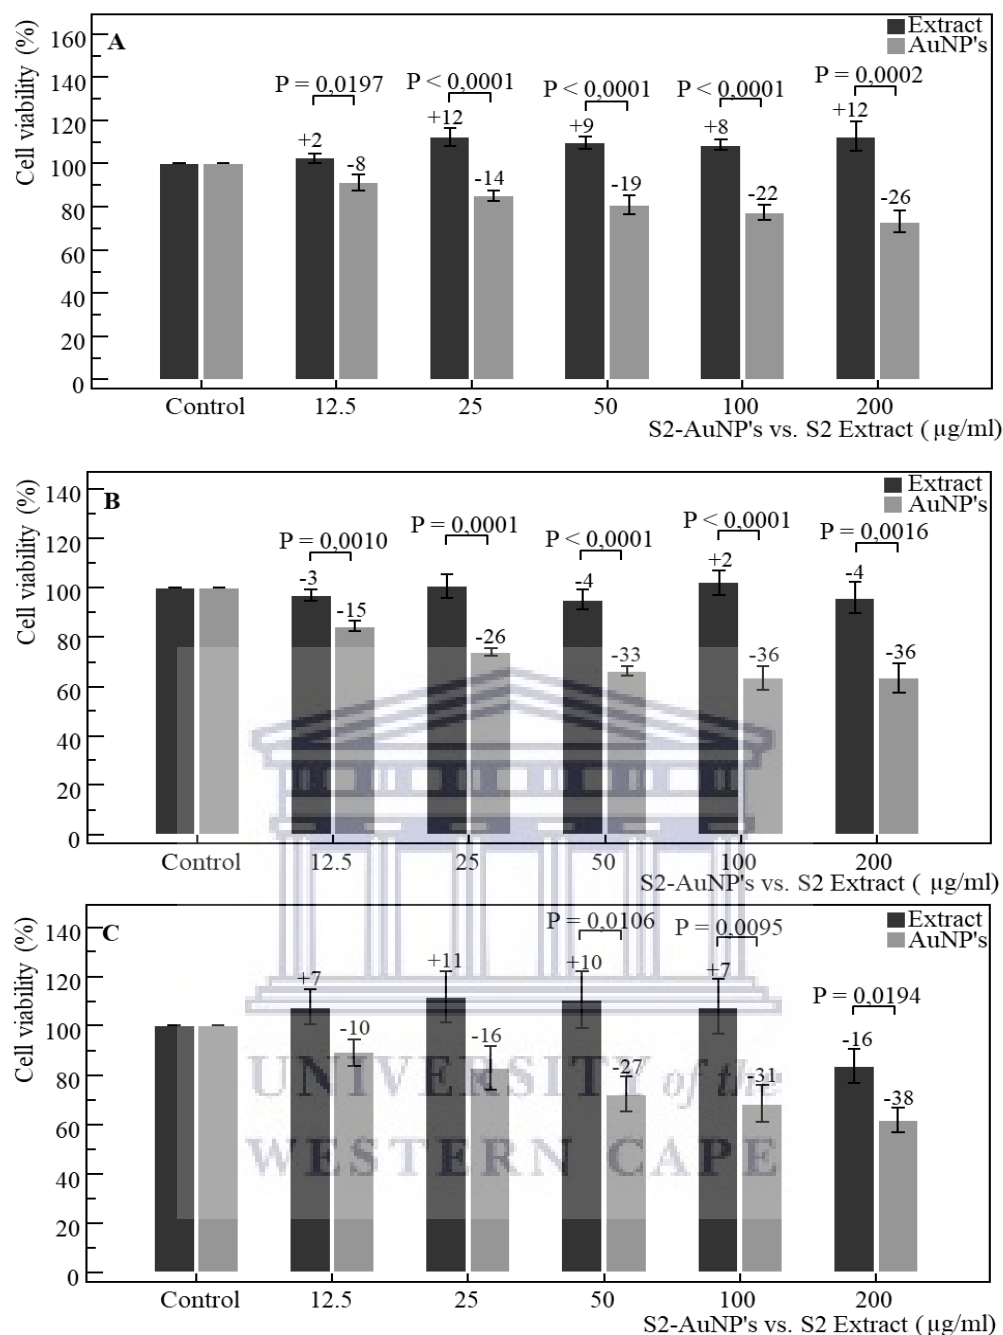 A
Extract
AuNP's
Cell viability (%)
160
140
120
100
80
60
40
20
0
P = 0,0197
P < 0,0001
P < 0,0001
P < 0,0001
P = 0,0002
+2
-8
+12
-14
+9
-19
+8
-22
+12
-26
Control 12.5 25 50 100 200
S2-AuNP's vs. S2 Extract ( µg/ml)
B
Extract
AuNP's
Cell viability (%)
140
120
100
80
60
40
20
0
P = 0,0010
P = 0,0001
P < 0,0001
P < 0,0001
P = 0,0016
-3
-15
-26
-4
-33
+2
-36
-4
-36
Control 12.5 25 50 100 200
S2-AuNP's vs. S2 Extract ( µg/ml)
C
Extract
AuNP's
Cell viability (%)
140
120
100
80
60
40
20
0
P = 0,0106
P = 0,0095
P = 0,0194
+7
-10
+11
-16
+10
-27
+7
-31
-16
-38
UNIVERSITY of the
WESTERN CAPE
Control 12.5 25 50 100 200
S2-AuNP's vs. S2 Extract ( µg/ml)